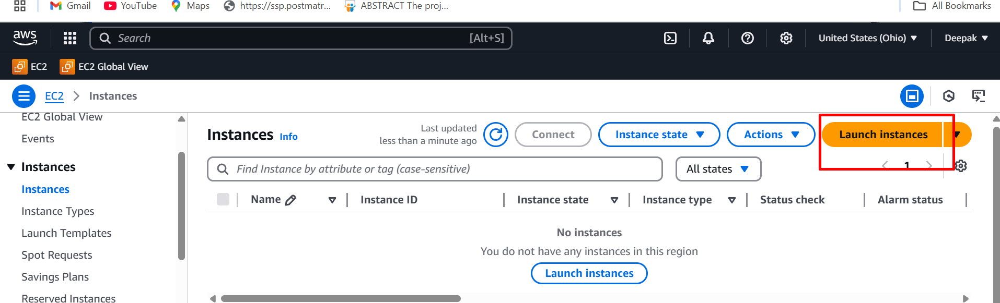 Gmail YouTube Maps https://ssp.postmatr... ABSTRACT The proj... All Bookmarks
aws Search [Alt+S] United States (Ohio) Deepak
EC2 EC2 Global View
EC2 Instances
EC2 Global View
Events
Instances
Instances
Instance Types
Launch Templates
Spot Requests
Savings Plans
Reserved Instances
Instances Info
Last updated
less than a minute ago
Connect Instance state Actions Launch instances
Find Instance by attribute or tag (case-sensitive) All states 1
Name Instance ID Instance state Instance type Status check Alarm status
No instances
You do not have any instances in this region
Launch instances